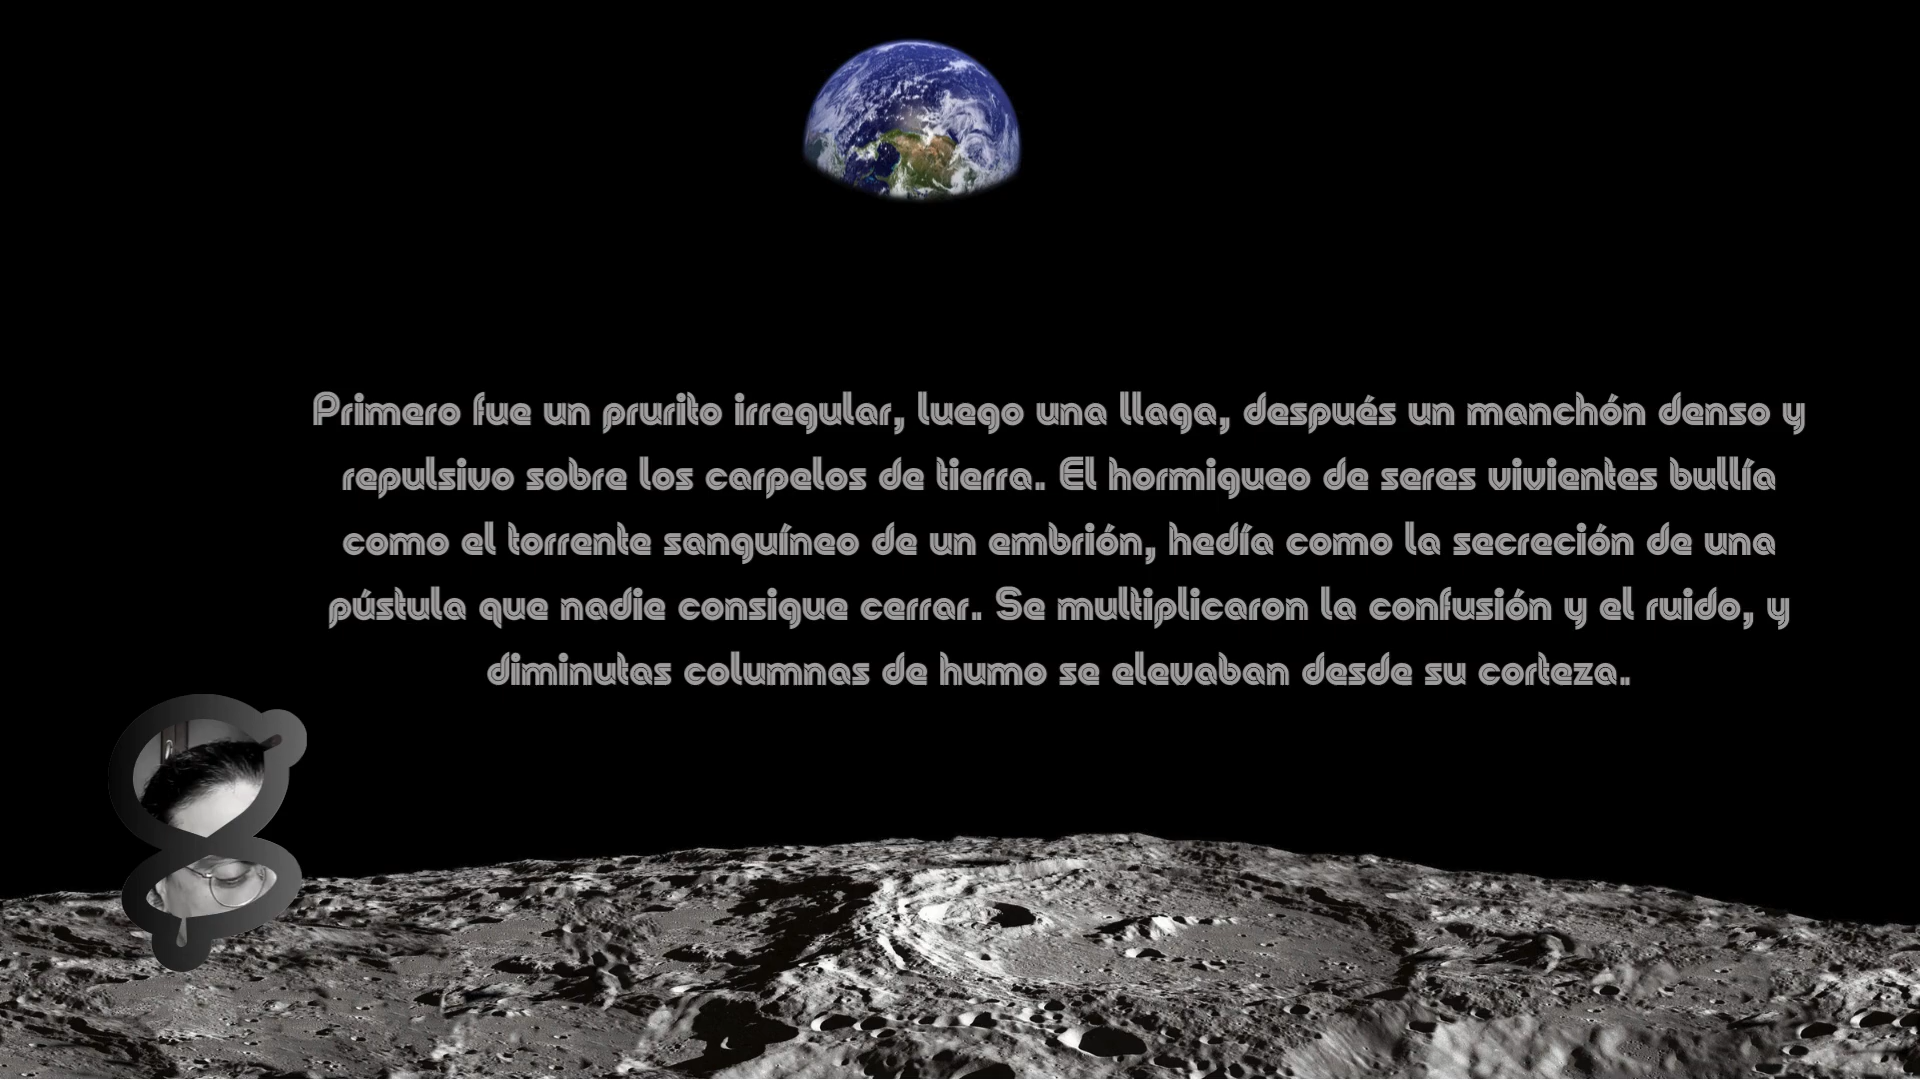 Primero fue un prurito irregular, luego una llaga, después un manchón denso y
repulsivo sobre los carpelos de tierra. El hormigueo de seres vivientes bullía
como el torrente sanguíneo de un embrión, hedía como la secreción de una
pústula que nadie consigue cerrar. Se multiplicaron la confusión y el ruido, y
diminutas columnas de humo se elevaban desde su corteza.